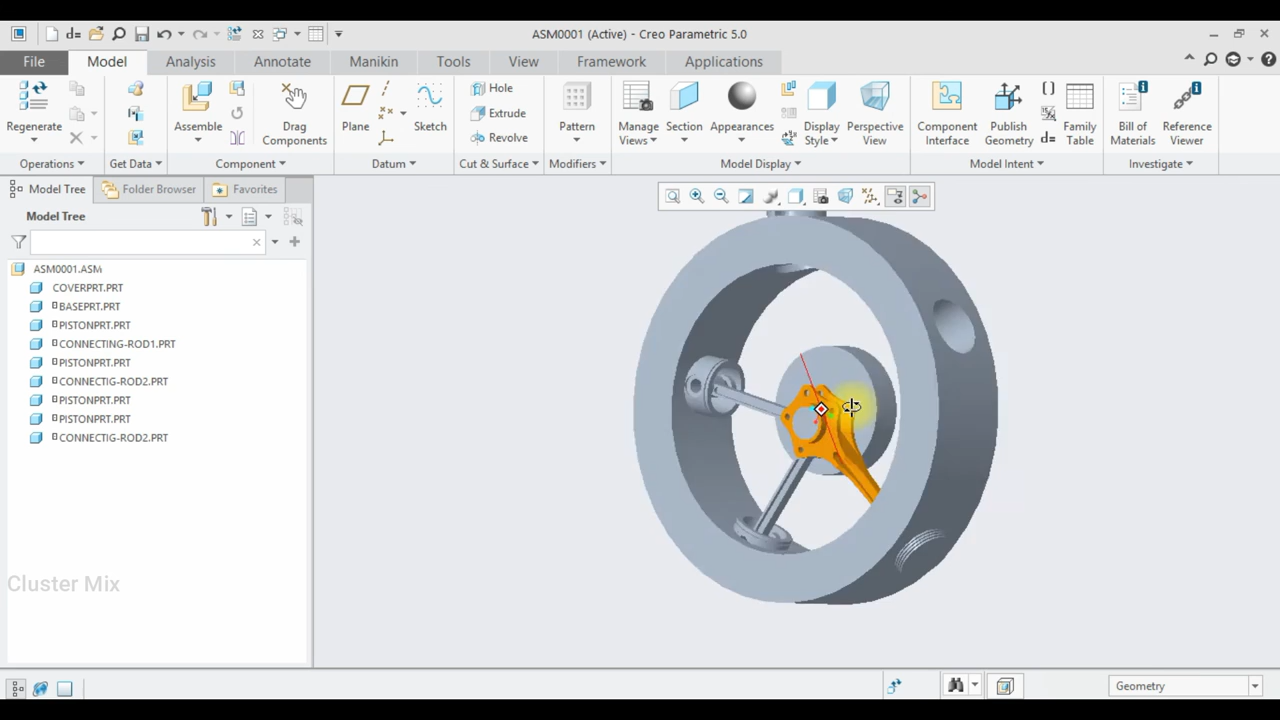 d=
ASM0001 (Active) - Creo Parametric 5.0
File Model Analysis Annotate Manikin Tools View Framework Applications
Regenerate
Assemble
Drag Components
Plane
Sketch
Hole
Extrude
Revolve
Pattern
Manage Views
Section
Appearances
Display Style
Perspective View
Component Interface
Publish Geometry
d=
Family Table
Bill of Materials
Reference Viewer
Operations Get Data Component Datum Cut & Surface Modifiers Model Display Model Intent Investigate
Model Tree Folder Browser Favorites
Model Tree
ASM0001.ASM
COVERPRT.PRT
BASEPRT.PRT
PISTONPRT.PRT
CONNECTING-ROD1.PRT
PISTONPRT.PRT
CONNECTIG-ROD2.PRT
PISTONPRT.PRT
PISTONPRT.PRT
CONNECTIG-ROD2.PRT
Cluster Mix
Geometry